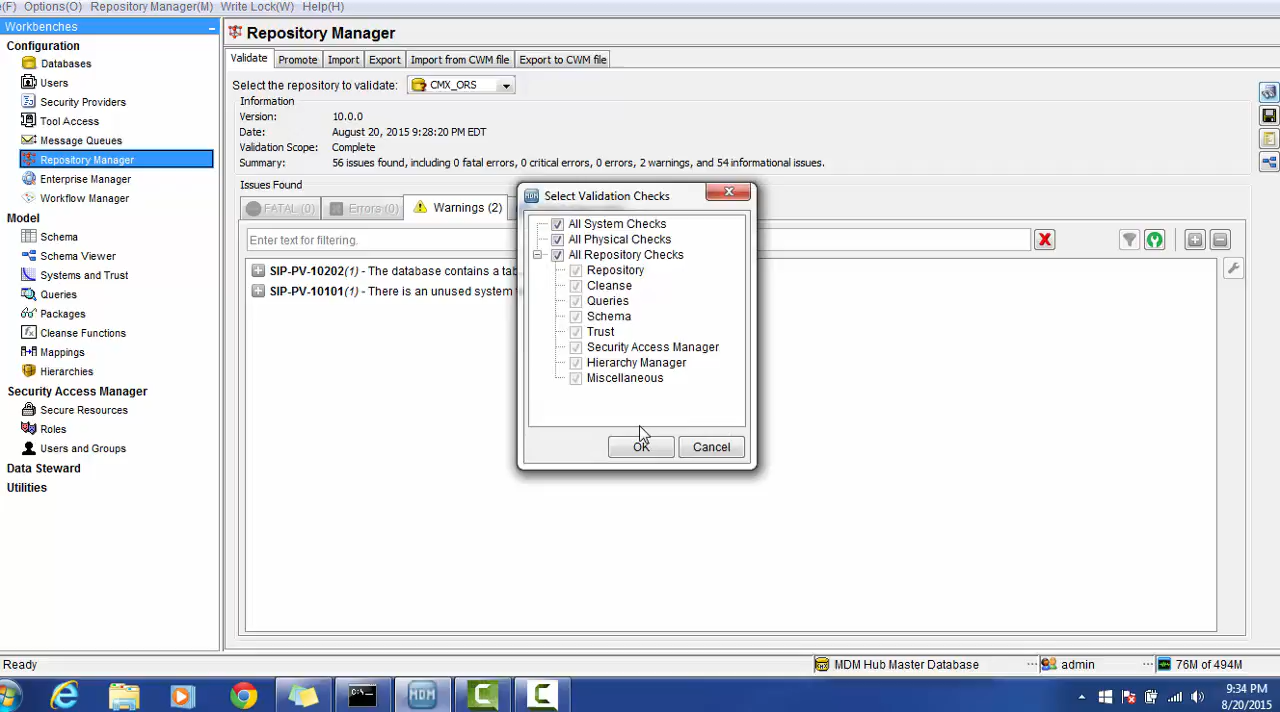 (F) Options(O) Repository Manager(M) Write Lock(W) Help(H)
Workbenches
Configuration
Databases
Users
Security Providers
Tool Access
Message Queues
Repository Manager
Enterprise Manager
Workflow Manager
Model
Schema
Schema Viewer
Systems and Trust
Queries
Packages
Cleanse Functions
Mappings
Hierarchies
Security Access Manager
Secure Resources
Roles
Users and Groups
Data Steward
Utilities
Repository Manager
Validate Promote Import Export Import from CWM file Export to CWM file
Select the repository to validate: CMX_ORS
Information
Version: 10.0.0
Date: August 20, 2015 9:28:20 PM EDT
Validation Scope: Complete
Summary: 56 issues found, including 0 fatal errors, 0 critical errors, 0 errors, 2 warnings, and 54 informational issues.
Issues Found
FATAL (0) Errors (0) Warnings (2)
Enter text for filtering.
SIP-PV-10202(1) - The database contains a
SIP-PV-10101(1) - There is an unused system
Select Validation Checks
All System Checks
All Physical Checks
All Repository Checks
Repository
Cleanse
Queries
Schema
Trust
Security Access Manager
Hierarchy Manager
Miscellaneous
OK Cancel
Ready MDM Hub Master Database admin 76M of 494M
MDM
9:34 PM
8/20/2015